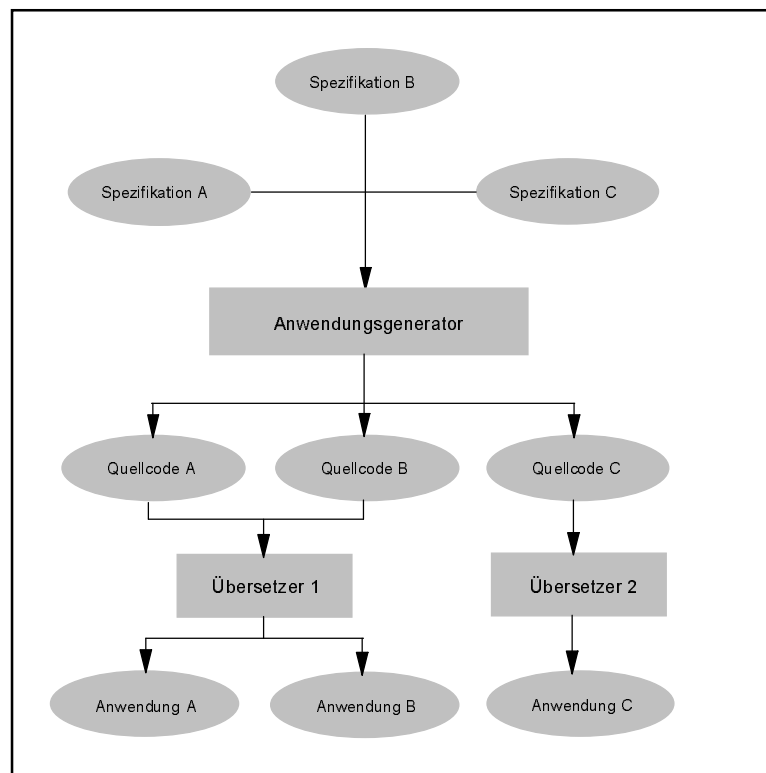 Spezifikation B
Spezifikation A
Spezifikation C
Anwendungsgenerator
Quellcode A
Quellcode B
Quellcode C
Übersetzer 1
Übersetzer 2
Anwendung A
Anwendung B
Anwendung C